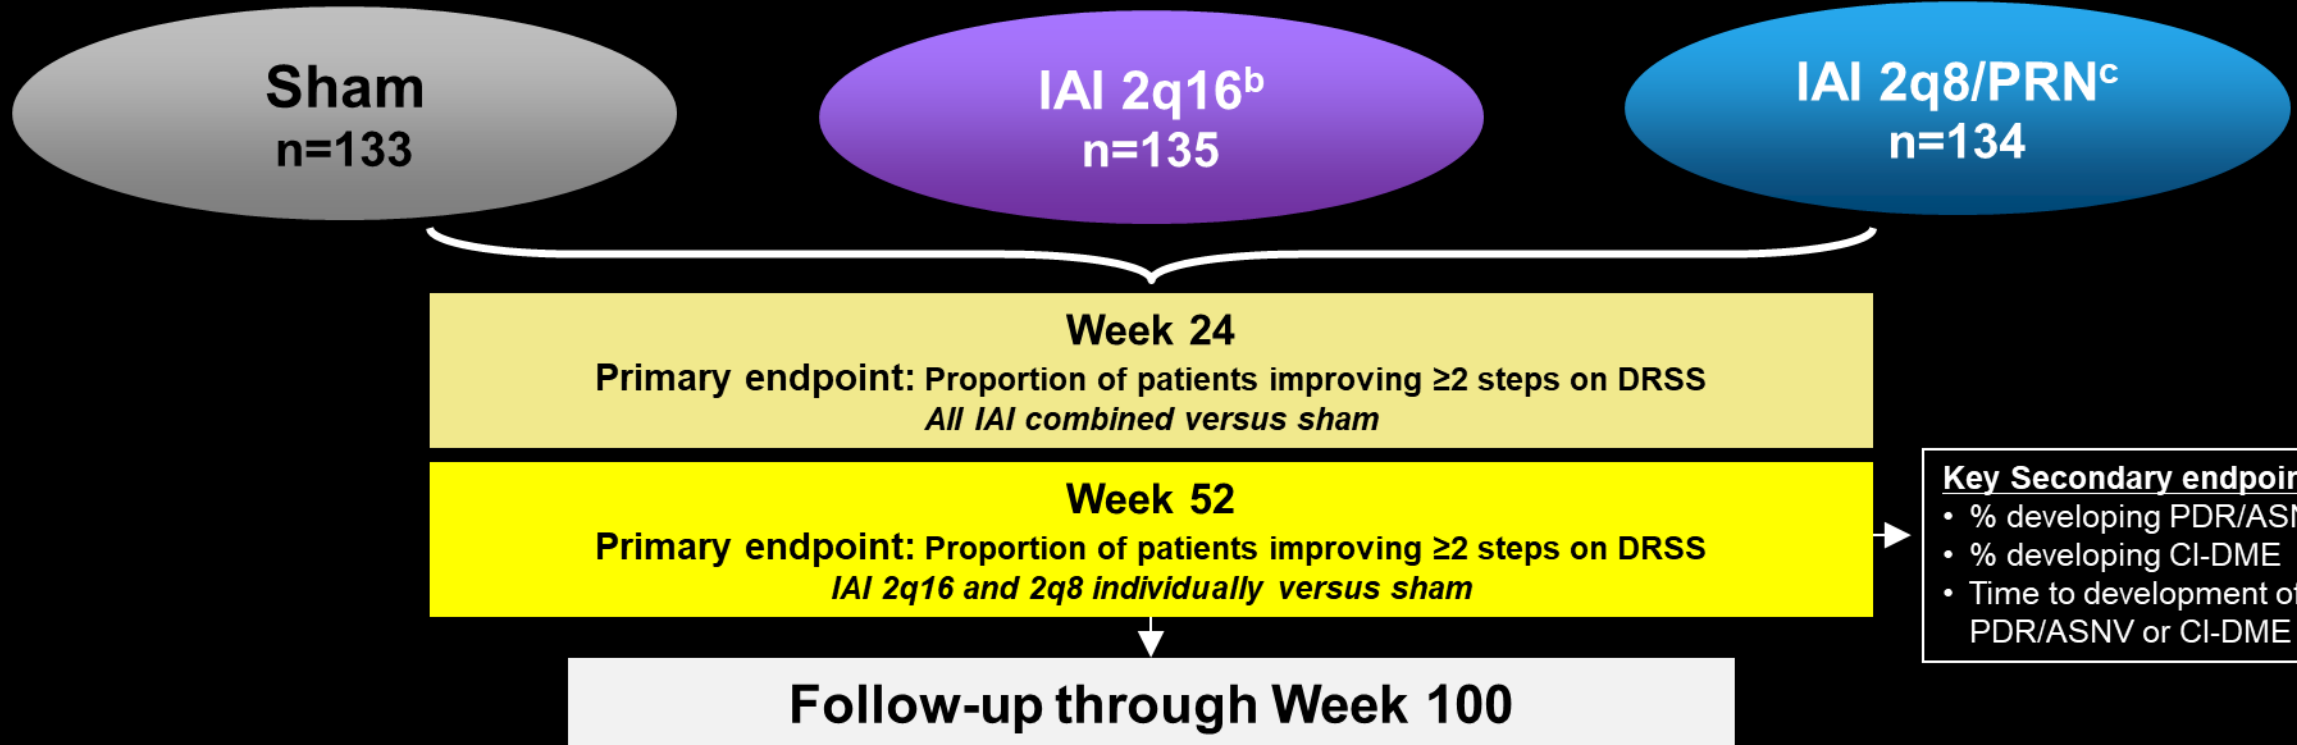 Sham
n=133
IAI 2q16ᵇ
n=135
IAI 2q8/PRNᶜ
n=134
Week 24
Primary endpoint: Proportion of patients improving ≥2 steps on DRSS
All IAI combined versus sham
Week 52
Primary endpoint: Proportion of patients improving ≥2 steps on DRSS
IAI 2q16 and 2q8 individually versus sham
Key Secondary
• % developing
• % developing CI-DME
• Time to development
PDR/ASNV or CI-DME
Follow-up through Week 100